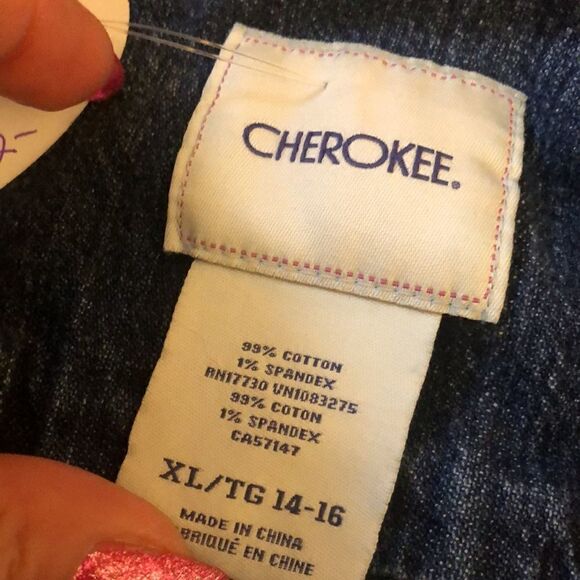 CHEROKEE.
99% COTTON
1% SPANDEX
RN17730 VN1083275
99% COTON
1% SPANDEX
CA57147
XL/TG 14-16
MADE IN CHINA
BRIQUÉ EN CHINE